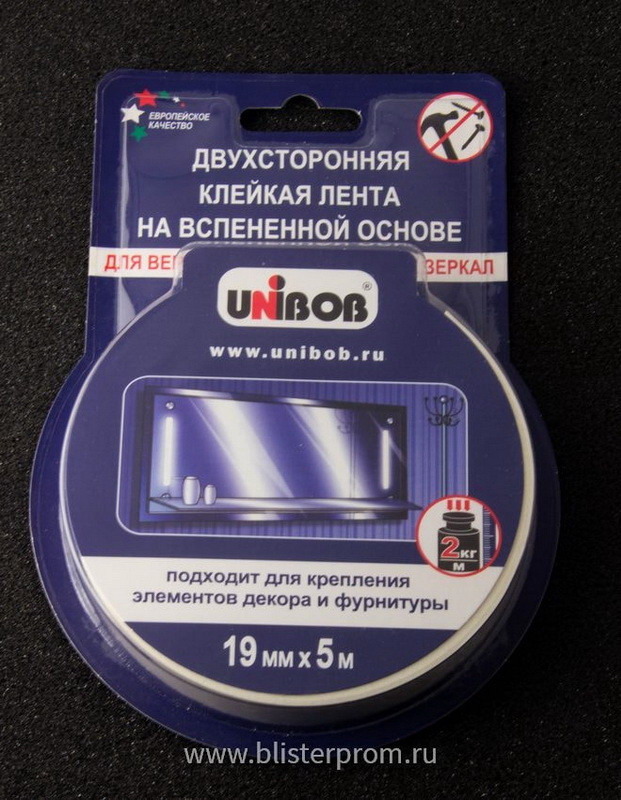 ЕВРОПЕЙСКОЕ
КАЧЕСТВО
ДВУХСТОРОННЯЯ
КЛЕЙКАЯ ЛЕНТА
НА ВСПЕНЕННОЙ ОСНОВЕ
ДЛЯ ЗЕРКАЛ
UNiBOB®
www.unibob.ru
2кг
м
подходит для крепления
элементов декора и фурнитуры
19 мм х 5 м
www.blisterprom.ru